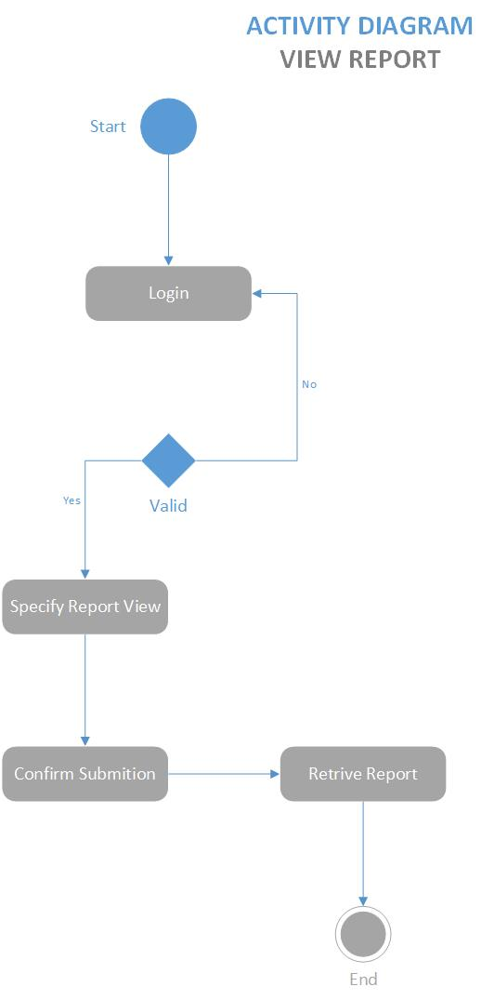 ACTIVITY DIAGRAM
VIEW REPORT
Start
Login
No
Valid
Yes
Specify Report View
Confirm Submition
Retrive Report
End